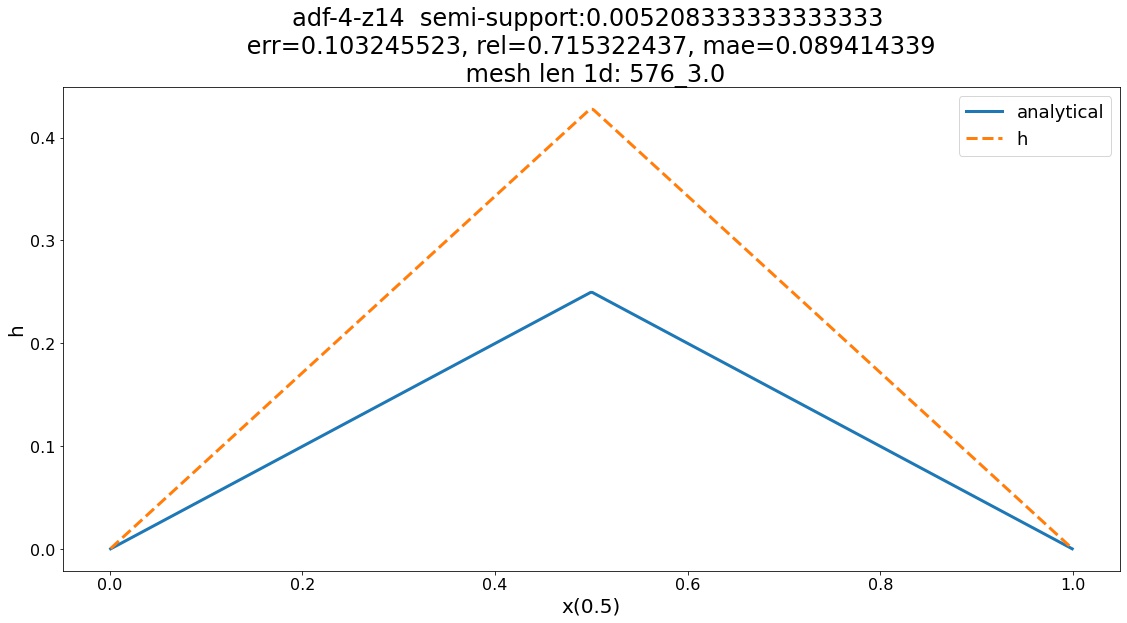 adf-4-z14  semi-support:0.005208333333333333
err=0.103245523, rel=0.715322437, mae=0.089414339
mesh len 1d: 576_3.0
analytical
h
0.4
0.3
0.2
0.1
0.0
h
0.0 0.2 0.4 0.6 0.8 1.0
x(0.5)